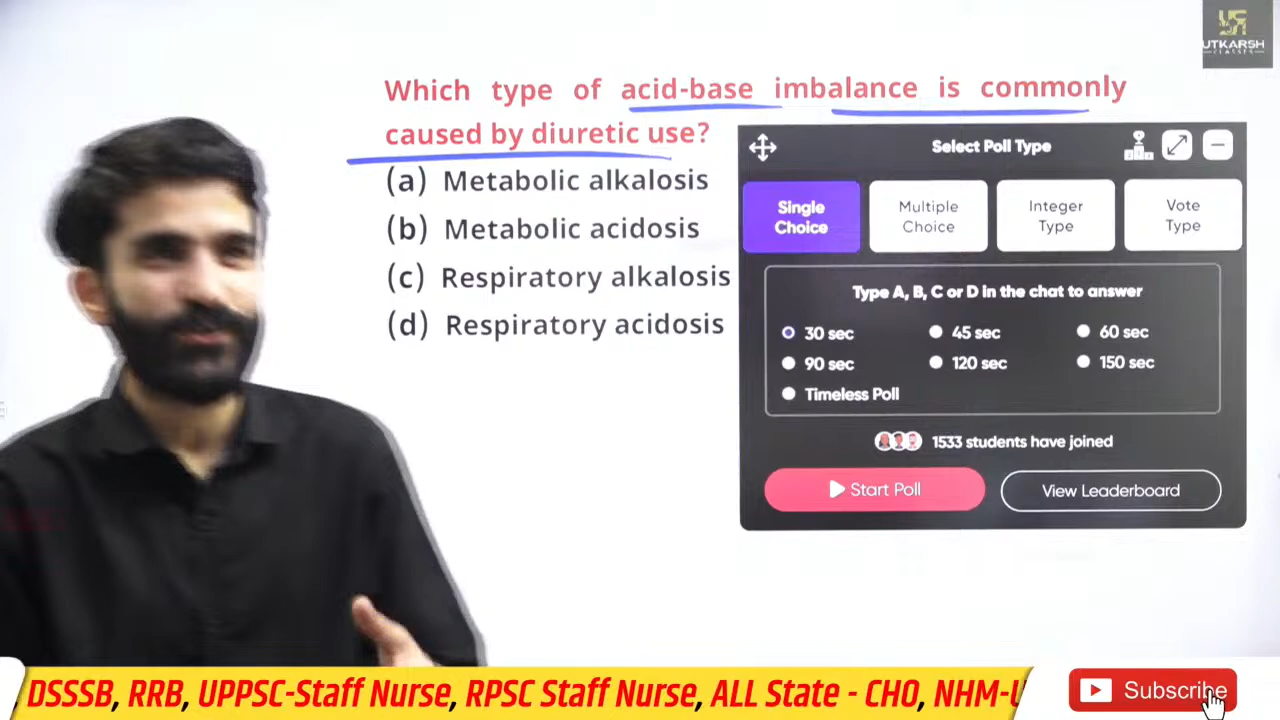 UTKARSH
CLASSES
Which type of acid-base imbalance is commonly
caused by diuretic use?
(a) Metabolic alkalosis
(b) Metabolic acidosis
(c) Respiratory alkalosis
(d) Respiratory acidosis
Select Poll Type
Single
Choice
Multiple
Choice
Integer
Type
Vote
Type
Type A, B, C or D in the chat to answer
30 sec
45 sec
60 sec
90 sec
120 sec
150 sec
Timeless Poll
1533 students have joined
Start Poll
View Leaderboard
DSSSB, RRB, UPPSC-Staff Nurse, RPSC Staff Nurse, ALL State - CHO, NHM-U
Subscribe